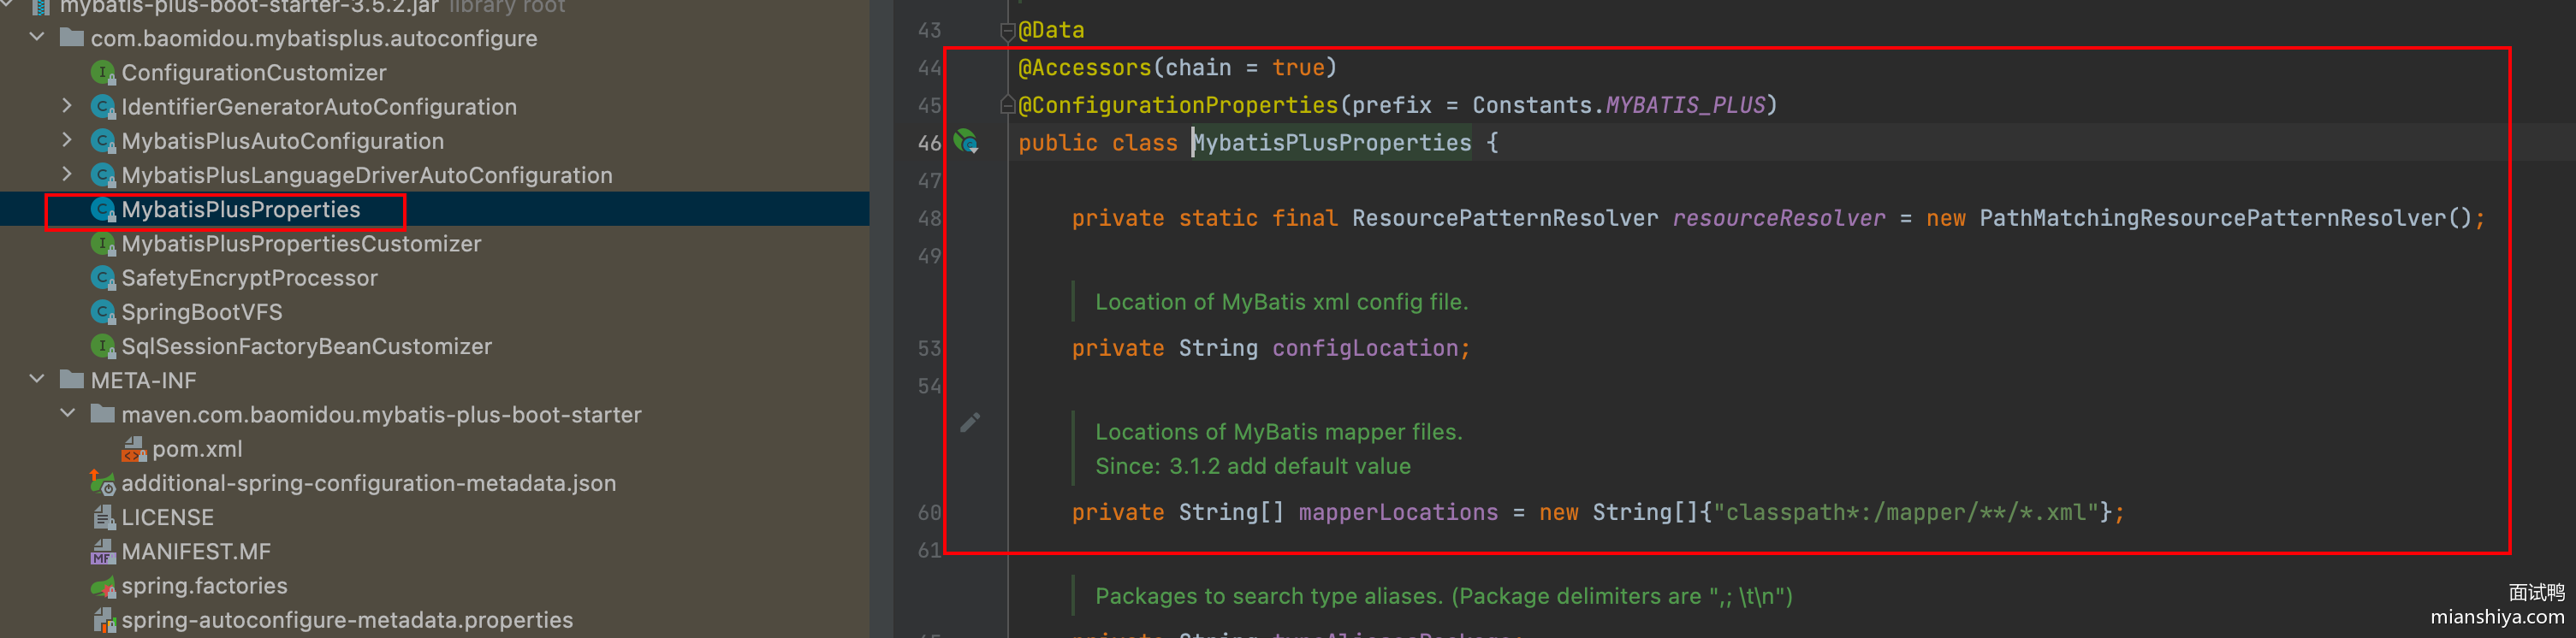 mybatis-plus-boot-starter-3.5.2.jar library root
com.baomidou.mybatisplus.autoconfigure
ConfigurationCustomizer
IdentifierGeneratorAutoConfiguration
MybatisPlusAutoConfiguration
MybatisPlusLanguageDriverAutoConfiguration
MybatisPlusProperties
MybatisPlusPropertiesCustomizer
SafetyEncryptProcessor
SpringBootVFS
SqlSessionFactoryBeanCustomizer
META-INF
maven.com.baomidou.mybatis-plus-boot-starter
pom.xml
additional-spring-configuration-metadata.json
LICENSE
MANIFEST.MF
spring.factories
spring-autoconfigure-metadata.properties
43 @Data
44 @Accessors(chain = true)
45 @ConfigurationProperties(prefix = Constants.MYBATIS_PLUS)
46 public class MybatisPlusProperties {
47
48 private static final ResourcePatternResolver resourceResolver = new PathMatchingResourcePatternResolver();
49
Location of MyBatis xml config file.
53 private String configLocation;
54
Locations of MyBatis mapper files.
Since: 3.1.2 add default value
60 private String[] mapperLocations = new String[]{"classpath*:/mapper/**/*.xml"};
61
Packages to search type aliases. (Package delimiters are ",; \t\n")
private String typeAliasesPackage;
面试鸭
mianshiya.com